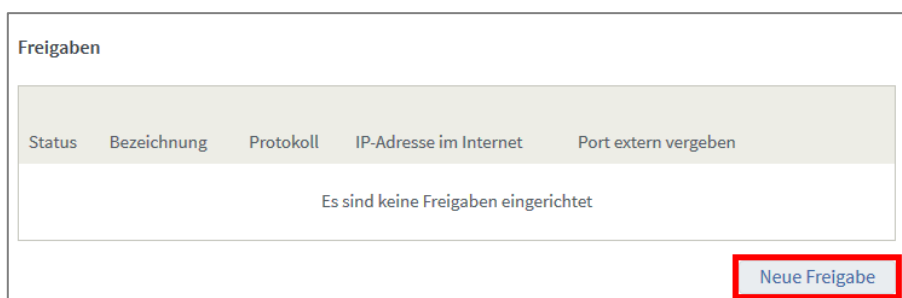 Freigaben
Status Bezeichnung Protokoll IP-Adresse im Internet Port extern vergeben
Es sind keine Freigaben eingerichtet
Neue Freigabe